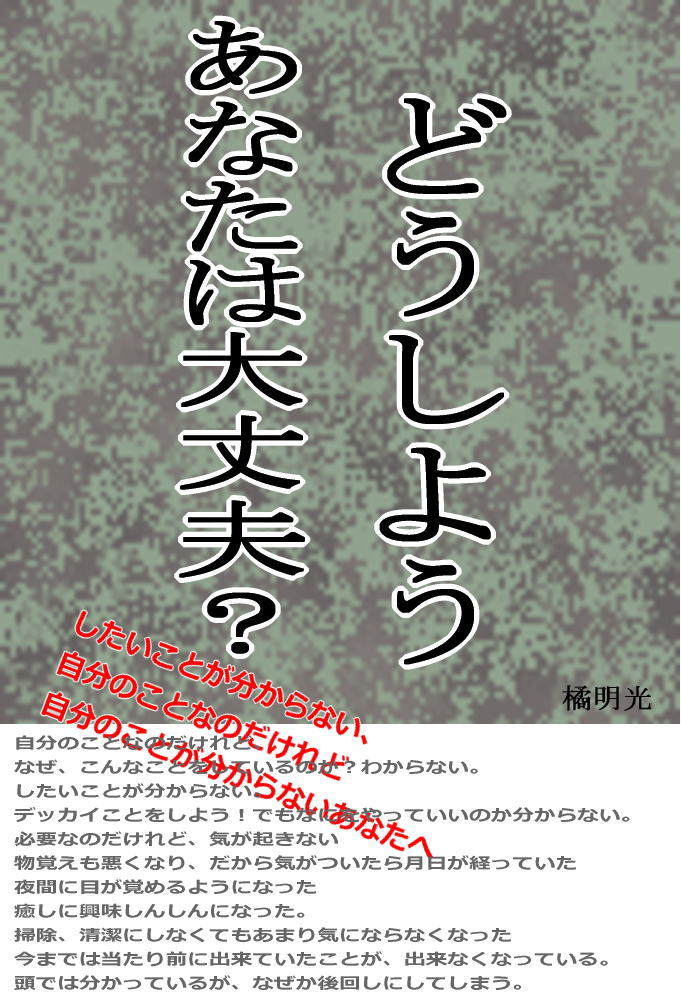 どうしよう
あなたは大丈夫?
橘明光
したいことが分からない、
自分のことなのだけれど
自分のことが分からないあなたへ
自分のことなのだけれど
なぜ、こんなことをしているのか?わからない。
したいことが分からない。
デッカイことをしよう!でもなにをやっていいのか分からない。
必要なのだけれど、気が起きない
物覚えも悪くなり、だから気がついたら月日が経っていた
夜間に目が覚めるようになった
癒しに興味しんしんになった。
掃除、清潔にしなくてもあまり気にならなくなった
今までは当たり前に出来ていたことが、出来なくなっている。
頭では分かっているが、なぜか後回しにしてしまう。